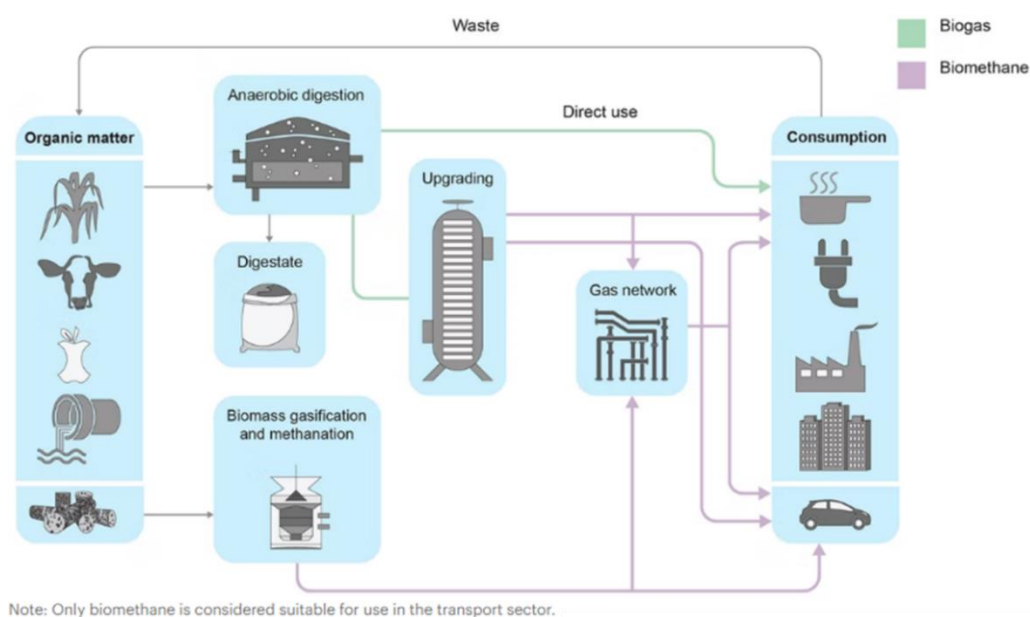 Waste
Biogas
Biomethane
Anaerobic digestion
Direct use
Organic matter
Consumption
Upgrading
Digestate
Gas network
Biomass gasification
and methanation
Note: Only biomethane is considered suitable for use in the transport sector.